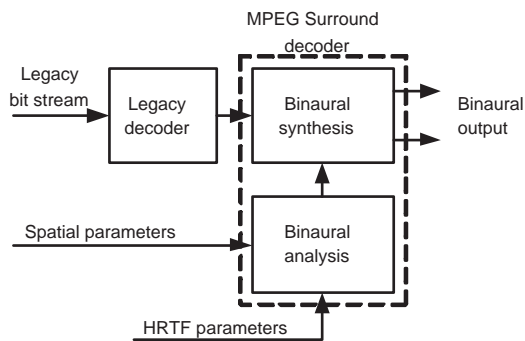 MPEG Surround
decoder
Legacy
bit stream
Legacy
decoder
Binaural
synthesis
Binaural
output
Spatial parameters
Binaural
analysis
HRTF parameters